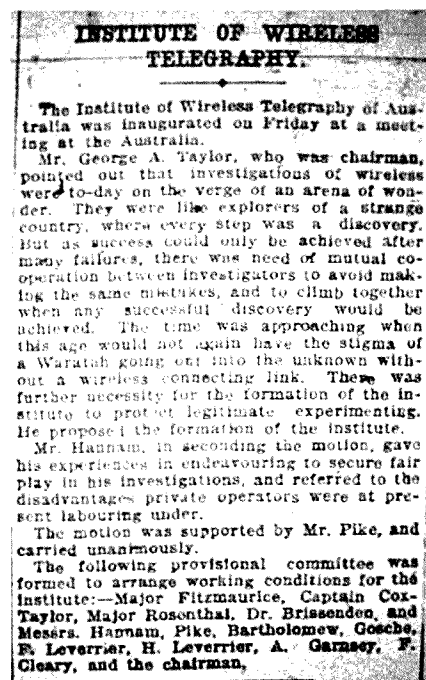 INSTITUTE OF WIRELESS
TELEGRAPHY.
The Institute of Wireless Telegraphy of Aus-
tralia was inaugurated on Friday at a meet-
ing at the Australia.
Mr. George A. Taylor, who was chairman,
pointed out that investigations of wireless
were to-day on the verge of an arena of won-
der. They were like explorers of a strange
country, where every step was a discovery.
But as success could only be achieved after
many failures, there was need of mutual co-
operation between investigators to avoid mak-
ing the same mistakes, and to climb together
when any successful discovery would be
achieved. The time was approaching when
this age would not again have the stigma of
a Waratah going out into the unknown with-
out a wireless connecting link. There was
further necessity for the formation of the in-
stitute to protect legitimate experimenting.
He proposed the formation of the institute.
Mr. Hannam, in seconding the motion, gave
his experiences in endeavouring to secure fair
play in his investigations, and referred to the
disadvantages private operators were at pre-
sent labouring under.
The motion was supported by Mr. Pike, and
carried unanimously.
The following provisional committee was
formed to arrange working conditions for the
institute:—Major Fitzmaurice, Captain Cox-
Taylor, Major Rosenthal, Dr. Brissenden, and
Messrs. Hannam, Pike, Bartholomew, Gosche,
F. Leverrier, H. Leverrier, A. Garnsey, F.
Cleary, and the chairman.